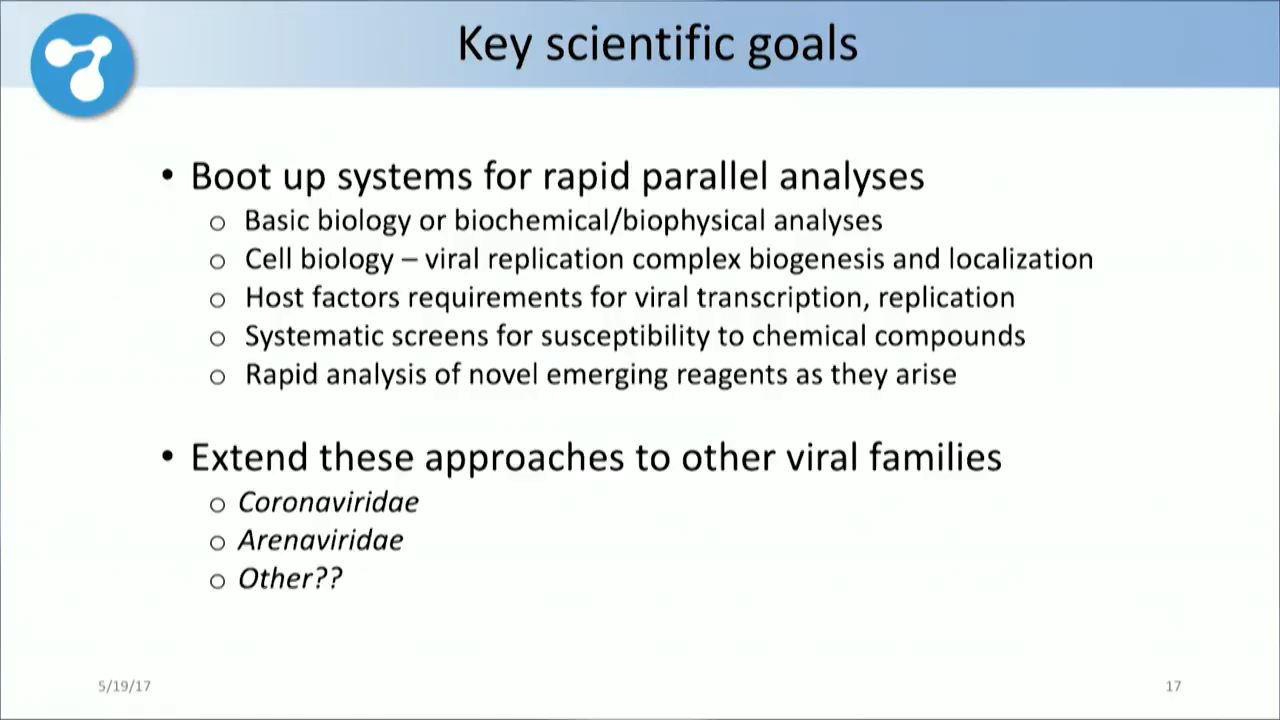 Key scientific goals
• Boot up systems for rapid parallel analyses
o Basic biology or biochemical/biophysical analyses
o Cell biology – viral replication complex biogenesis and localization
o Host factors requirements for viral transcription, replication
o Systematic screens for susceptibility to chemical compounds
o Rapid analysis of novel emerging reagents as they arise
• Extend these approaches to other viral families
o Coronaviridae
o Arenaviridae
o Other??
5/19/17
17